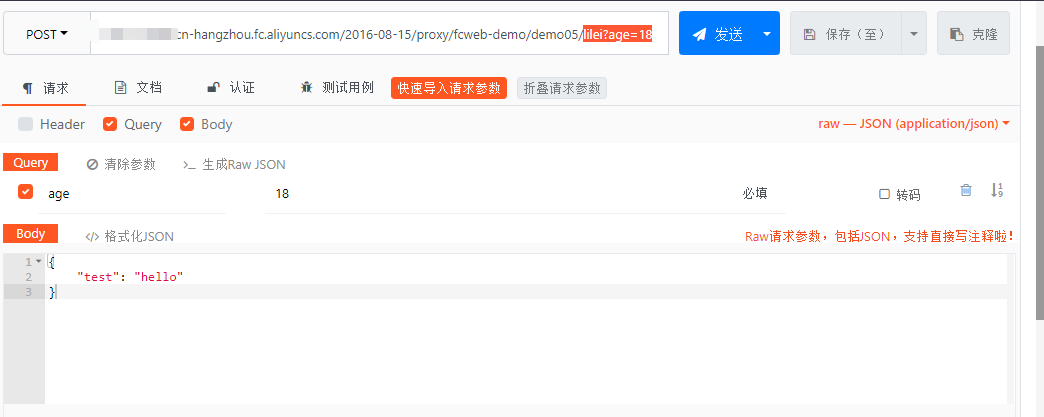 POST cn-hangzhou.fc.aliyuncs.com/2016-08-15/proxy/fcweb-demo/demo05/lilei?age=18 发送 保存（至） 克隆
请求 文档 认证 测试用例 快速导入请求参数 折叠请求参数
Header Query Body raw — JSON (application/json)
Query 清除参数 生成Raw JSON
age 18 必填 转码
Body 格式化JSON Raw请求参数，包括JSON，支持直接写注释啦！
1 {
2 "test": "hello"
3 }